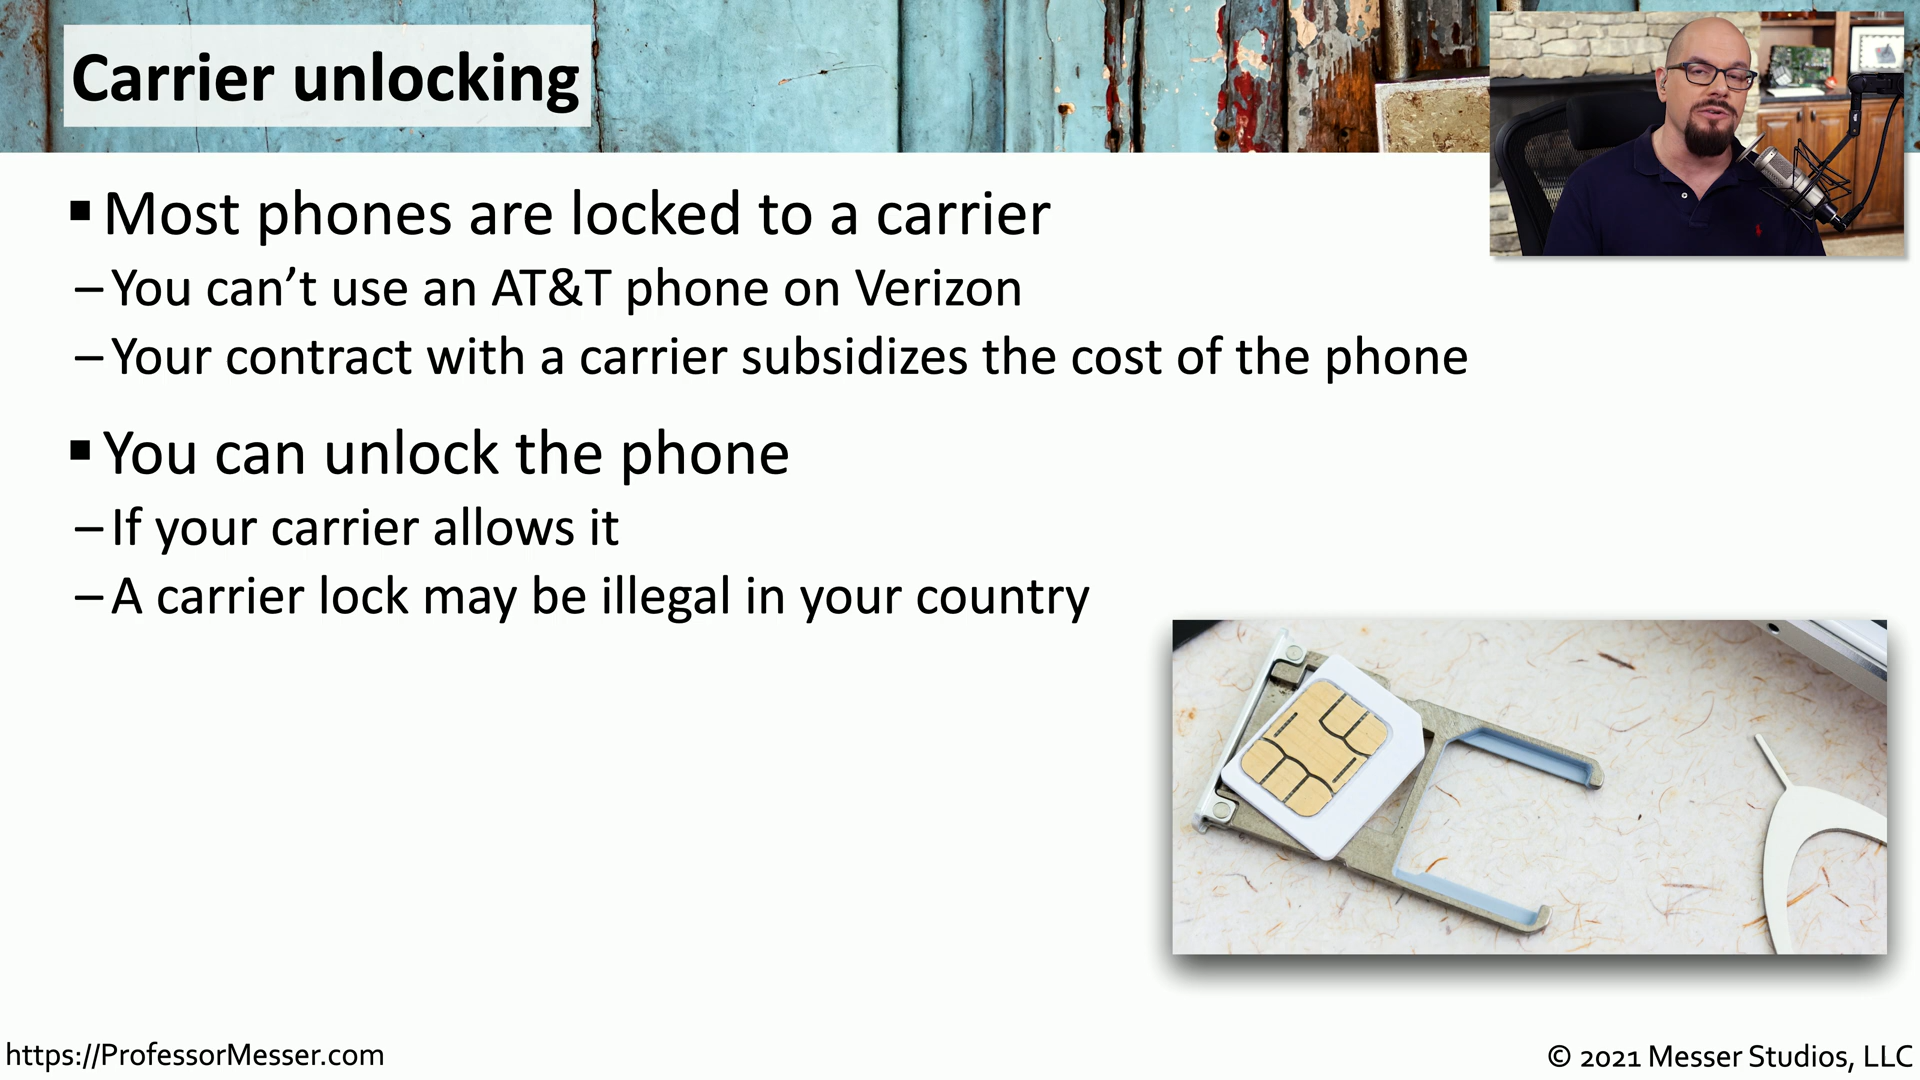 Carrier unlocking
▪ Most phones are locked to a carrier
– You can’t use an AT&T phone on Verizon
– Your contract with a carrier subsidizes the cost of the phone
▪ You can unlock the phone
– If your carrier allows it
– A carrier lock may be illegal in your country
https://ProfessorMesser.com
© 2021 Messer Studios, LLC